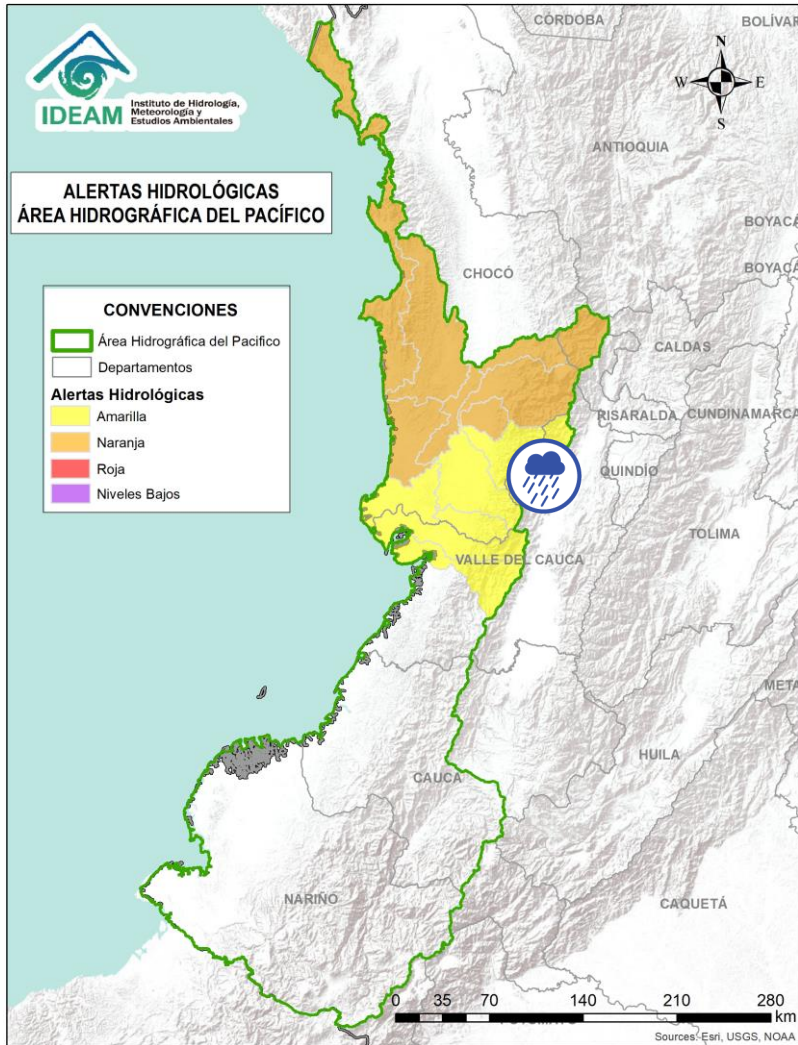 CÓRDOBA
BOLÍVAR
N
W
E
S
IDEAM
Instituto de Hidrología,
Meteorología y
Estudios Ambientales
ANTIOQUIA
ALERTAS HIDROLÓGICAS
ÁREA HIDROGRÁFICA DEL PACÍFICO
BOYACÁ
BOYACÁ
CHOCÓ
CONVENCIONES
Área Hidrográfica del Pacifico
Departamentos
Alertas Hidrológicas
Amarilla
Naranja
Roja
Niveles Bajos
CALDAS
RISARALDA
CUNDINAMARCA
QUINDÍO
TOLIMA
VALLE DEL CAUCA
META
HUILA
CAUCA
NARIÑO
CAQUETÁ
0 35 70 140 210 280
km
Sources: Esri, USGS, NOAA